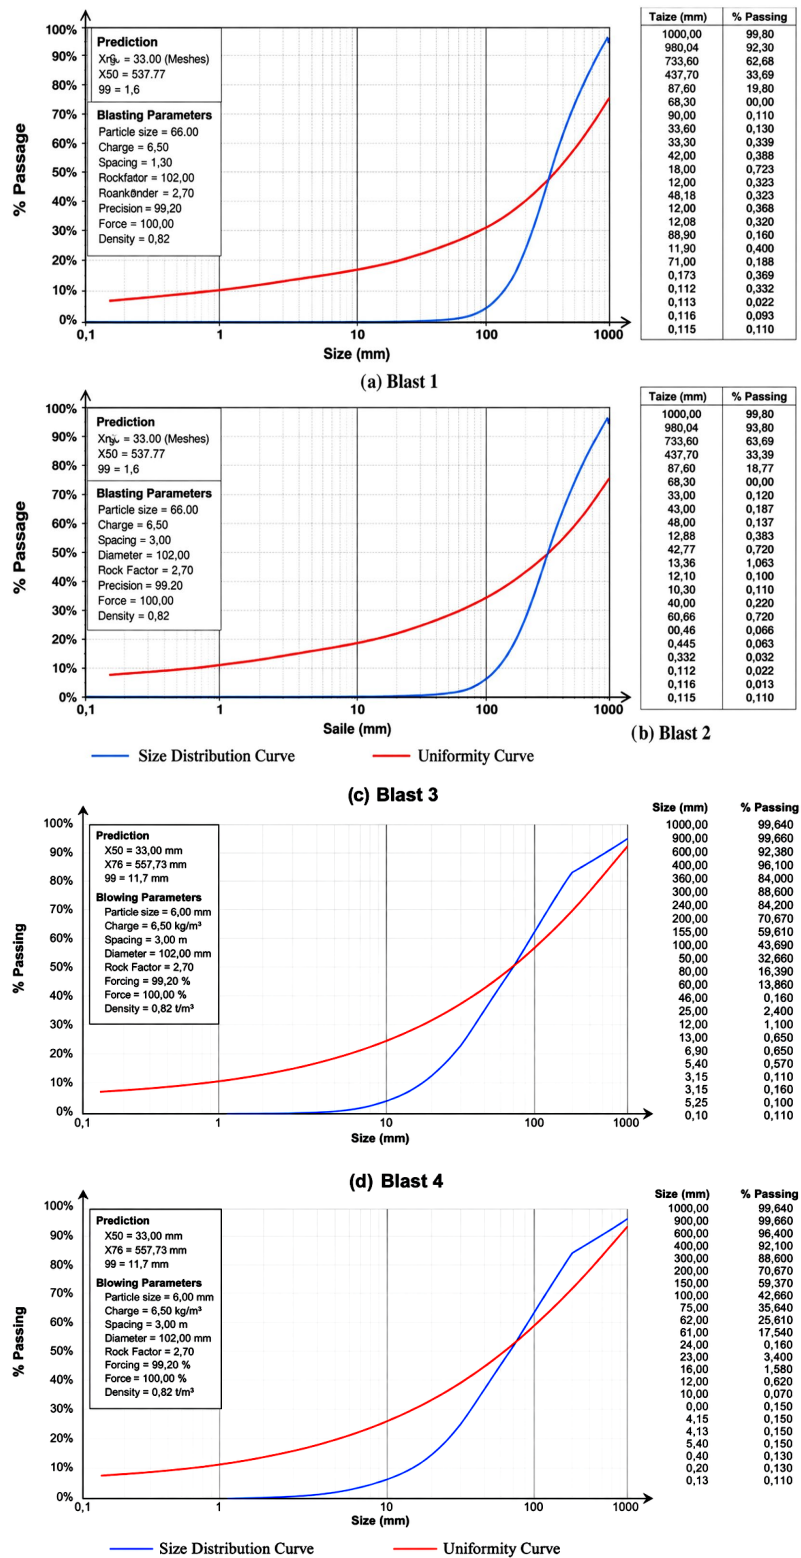 100%
90%
80%
70%
60%
50%
40%
30%
20%
10%
0%
% Passage
Prediction
= 33.00 (Meshes)
X50 = 537.77
99 = 1,6
Blasting Parameters
Particle size = 66.00
Charge = 6,50
Spacing = 1,30
Rockfator = 102,00
Roankönder = 2,70
Precision = 99,20
Force = 100,00
Density = 0,82
0,1 1 10 100 1000
Size (mm)
(a) Blast 1
Taize (mm) % Passing
1000,00 99,80
980,04 92,30
733,60 62,68
437,70 33,69
87,60 19,80
68,30 00,00
90,00 0,110
33,60 0,130
33,30 0,339
42,00 0,388
18,00 0,723
12,00 0,323
48,18 0,323
12,00 0,368
12,08 0,320
88,90 0,160
11,90 0,400
71,00 0,188
0,173 0,369
0,112 0,332
0,113 0,022
0,116 0,093
0,115 0,110
100%
90%
80%
70%
60%
50%
40%
30%
20%
10%
0%
% Passage
Prediction
= 33.00 (Meshes)
X50 = 537.77
99 = 1,6
Blasting Parameters
Particle size = 66.00
Charge = 6,50
Spacing = 3,00
Diameter = 102,00
Rock Factor = 2,70
Precision = 99.20
Force = 100,00
Density = 0,82
0,1 1 10 100 1000
Saile (mm)
Taize (mm) % Passing
1000,00 99,80
980,04 93,80
733,60 63,69
437,70 33,39
87,60 18,77
68,30 00,00
33,00 0,120
43,00 0,187
48,00 0,137
12,88 0,383
42,77 0,720
13,36 1,063
12,10 0,100
10,30 0,110
40,00 0,220
60,66 0,720
00,46 0,066
0,445 0,063
0,332 0,032
0,112 0,022
0,116 0,013
0,115 0,110
(b) Blast 2
Size Distribution Curve Uniformity Curve
(c) Blast 3
100%
90%
80%
70%
60%
50%
40%
30%
20%
10%
0%
% Passing
Prediction
X50 = 33,00 mm
X76 = 557,73 mm
99 = 11,7 mm
Blowing Parameters
Particle size = 6,00 mm
Charge = 6,50 kg/m³
Spacing = 3,00 m
Diameter = 102,00 mm
Rock Factor = 2,70
Forcing = 99,20 %
Force = 100,00 %
Density = 0,82 t/m³
0,1 1 10 100 1000
Size (mm)
Size (mm) % Passing
1000,00 99,640
900,00 99,660
600,00 92,380
400,00 96,100
360,00 84,000
300,00 88,600
240,00 84,200
200,00 70,670
155,00 59,610
100,00 43,690
50,00 32,660
80,00 16,390
60,00 13,860
46,00 0,160
25,00 2,400
12,00 1,100
13,00 0,650
6,90 0,650
5,40 0,570
3,15 0,110
3,15 0,160
5,25 0,100
0,10 0,110
(d) Blast 4
100%
90%
80%
70%
60%
50%
40%
30%
20%
10%
0%
% Passing
Prediction
X50 = 33,00 mm
X76 = 557,73 mm
99 = 11,7 mm
Blowing Parameters
Particle size = 6,00 mm
Charge = 6,50 kg/m³
Spacing = 3,00 m
Diameter = 102,00 mm
Rock Factor = 2,70
Forcing = 99,20 %
Force = 100,00 %
Density = 0,82 t/m³
0,1 1 10 100 1000
Size (mm)
Size (mm) % Passing
1000,00 99,640
900,00 99,660
600,00 96,400
400,00 92,100
300,00 88,600
200,00 70,670
150,00 59,370
100,00 42,660
75,00 35,640
62,00 25,610
61,00 17,540
24,00 0,160
23,00 3,400
16,00 1,580
12,00 0,620
10,00 0,070
0,00 0,150
4,15 0,150
4,13 0,150
5,40 0,150
0,40 0,130
0,20 0,130
0,13 0,110
Size Distribution Curve Uniformity Curve